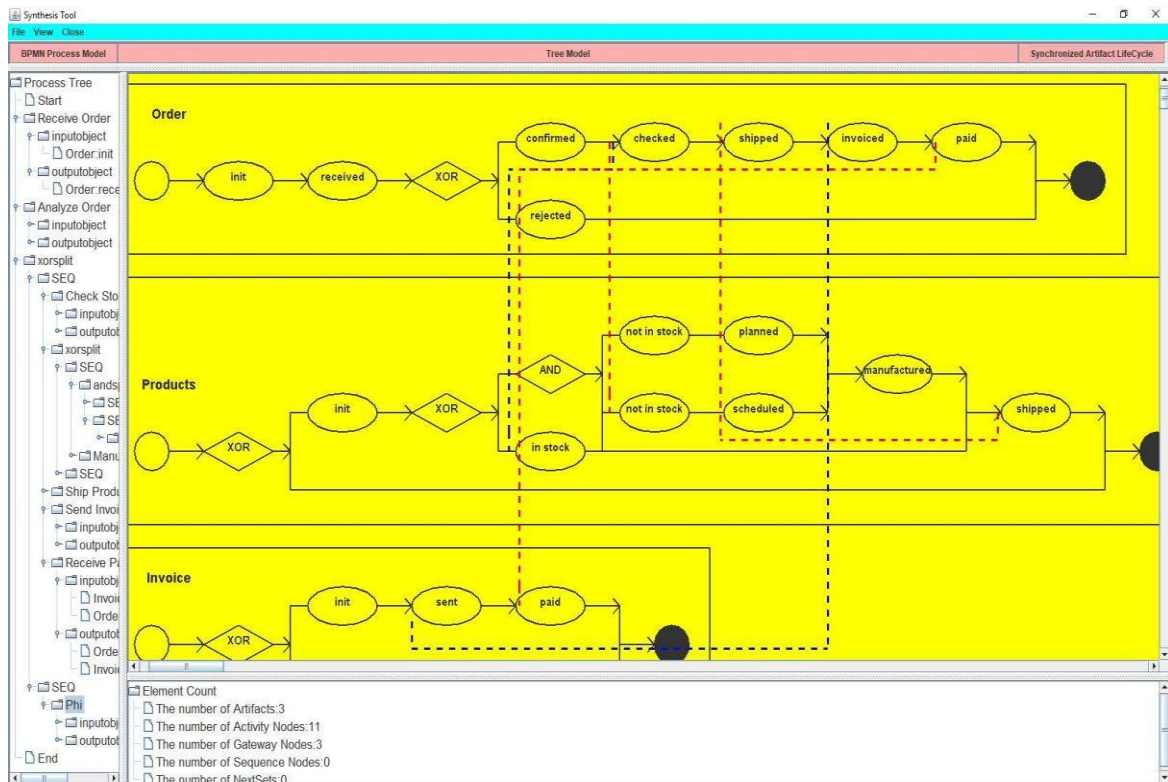 Synthesis Tool
File View Close
BPMN Process Model
Tree Model
Synchronized Artifact LifeCycle
Process Tree
Start
Receive Order
inputobject
Order:init
outputobject
Order:rece
Analyze Order
inputobject
outputobject
xorsplit
SEQ
Check Sto
inputobj
outputob
xorsplit
SEQ
ands
SE
SE
Manu
SEQ
Ship Produ
Send Invoi
inputobj
outputob
Receive Pa
inputobj
Invoi
Orde
outputob
Orde
Invoi
SEQ
Phi
inputobj
outputob
End
Order
confirmed
checked
shipped
invoiced
paid
init
received
XOR
rejected
Products
not in stock
planned
AND
manufactured
init
XOR
not in stock
scheduled
shipped
XOR
in stock
Invoice
init
sent
paid
XOR
Element Count
The number of Artifacts:3
The number of Activity Nodes:11
The number of Gateway Nodes:3
The number of Sequence Nodes:0
The number of NextSets:0